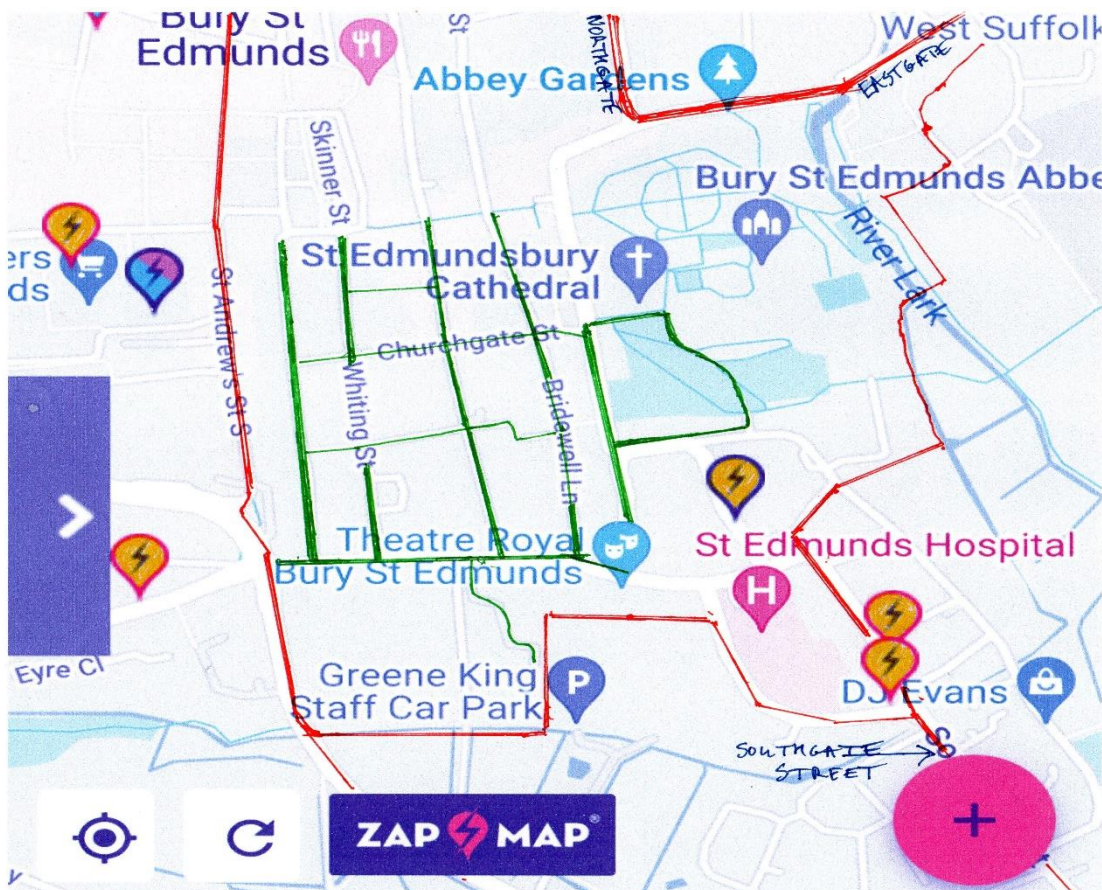 Bury St
Edmunds
St
NORTHGATE
West Suffolk
Abbey Gardens
EASTGATE
Skinner St
Bury St Edmunds Abbe
ers
ds
St Edmundsbury
Cathedral
River Lark
St Andrew's St S
Churchgate St
Whiting St
Bridewell Ln
Theatre Royal
Bury St Edmunds
St Edmunds Hospital
H
Eyre Cl
Greene King
Staff Car Park
P
DJ Evans
SOUTHGATE
STREET
So
ZAP MAP®
+
y